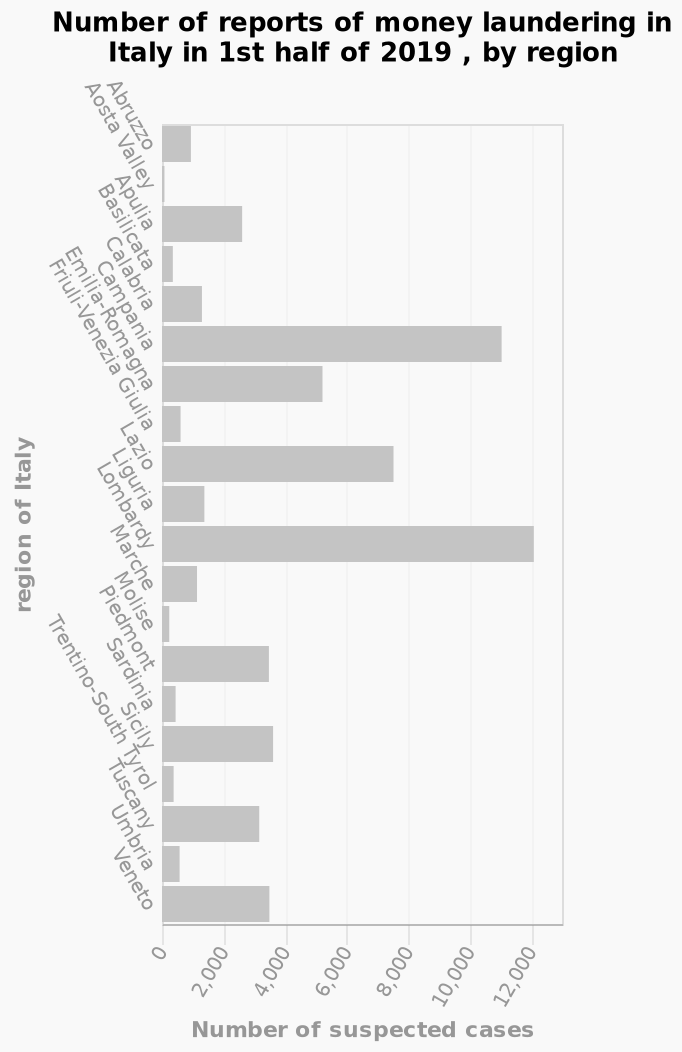 Number of reports of money laundering in
Italy in 1st half of 2019 , by region
Abruzzo
Aosta Valley
Apulia
Basilicata
Calabria
Campania
Emilia-Romagna
Friuli-Venezia Giulia
Lazio
Liguria
Lombardy
Marche
Molise
Piedmont
Sardinia
Sicily
Trentino-South Tyrol
Tuscany
Umbria
Veneto
region of Italy
0
2,000
4,000
6,000
8,000
10,000
12,000
Number of suspected cases